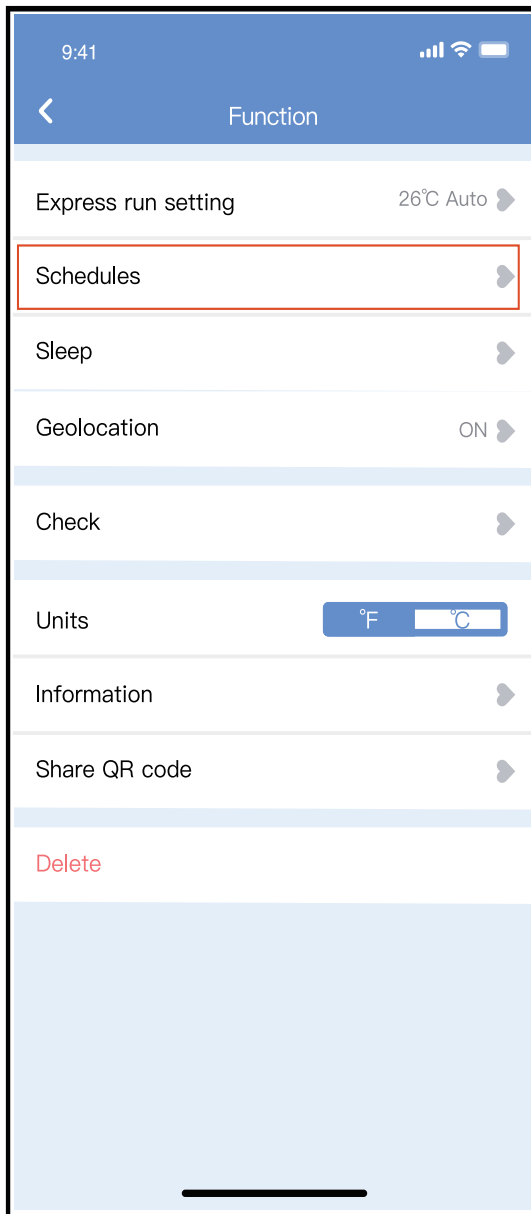 9:41
Function
Express run setting 26℃ Auto
Schedules
Sleep
Geolocation ON
Check
Units ℉ ℃
Information
Share QR code
Delete